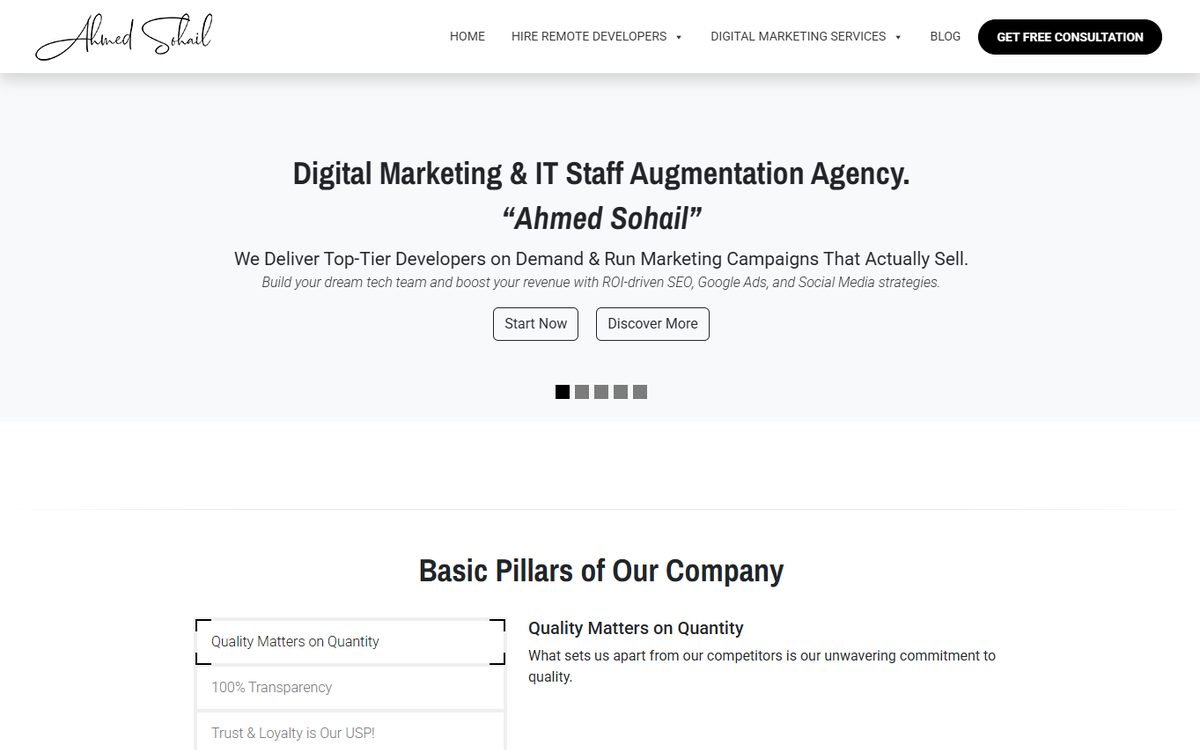 Ahmed Sohail
HOME HIRE REMOTE DEVELOPERS DIGITAL MARKETING SERVICES BLOG GET FREE CONSULTATION
Digital Marketing & IT Staff Augmentation Agency.
“Ahmed Sohail”
We Deliver Top-Tier Developers on Demand & Run Marketing Campaigns That Actually Sell.
Build your dream tech team and boost your revenue with ROI-driven SEO, Google Ads, and Social Media strategies.
Start Now Discover More
Basic Pillars of Our Company
Quality Matters on Quantity
100% Transparency
Trust & Loyalty is Our USP!
Quality Matters on Quantity
What sets us apart from our competitors is our unwavering commitment to
quality.